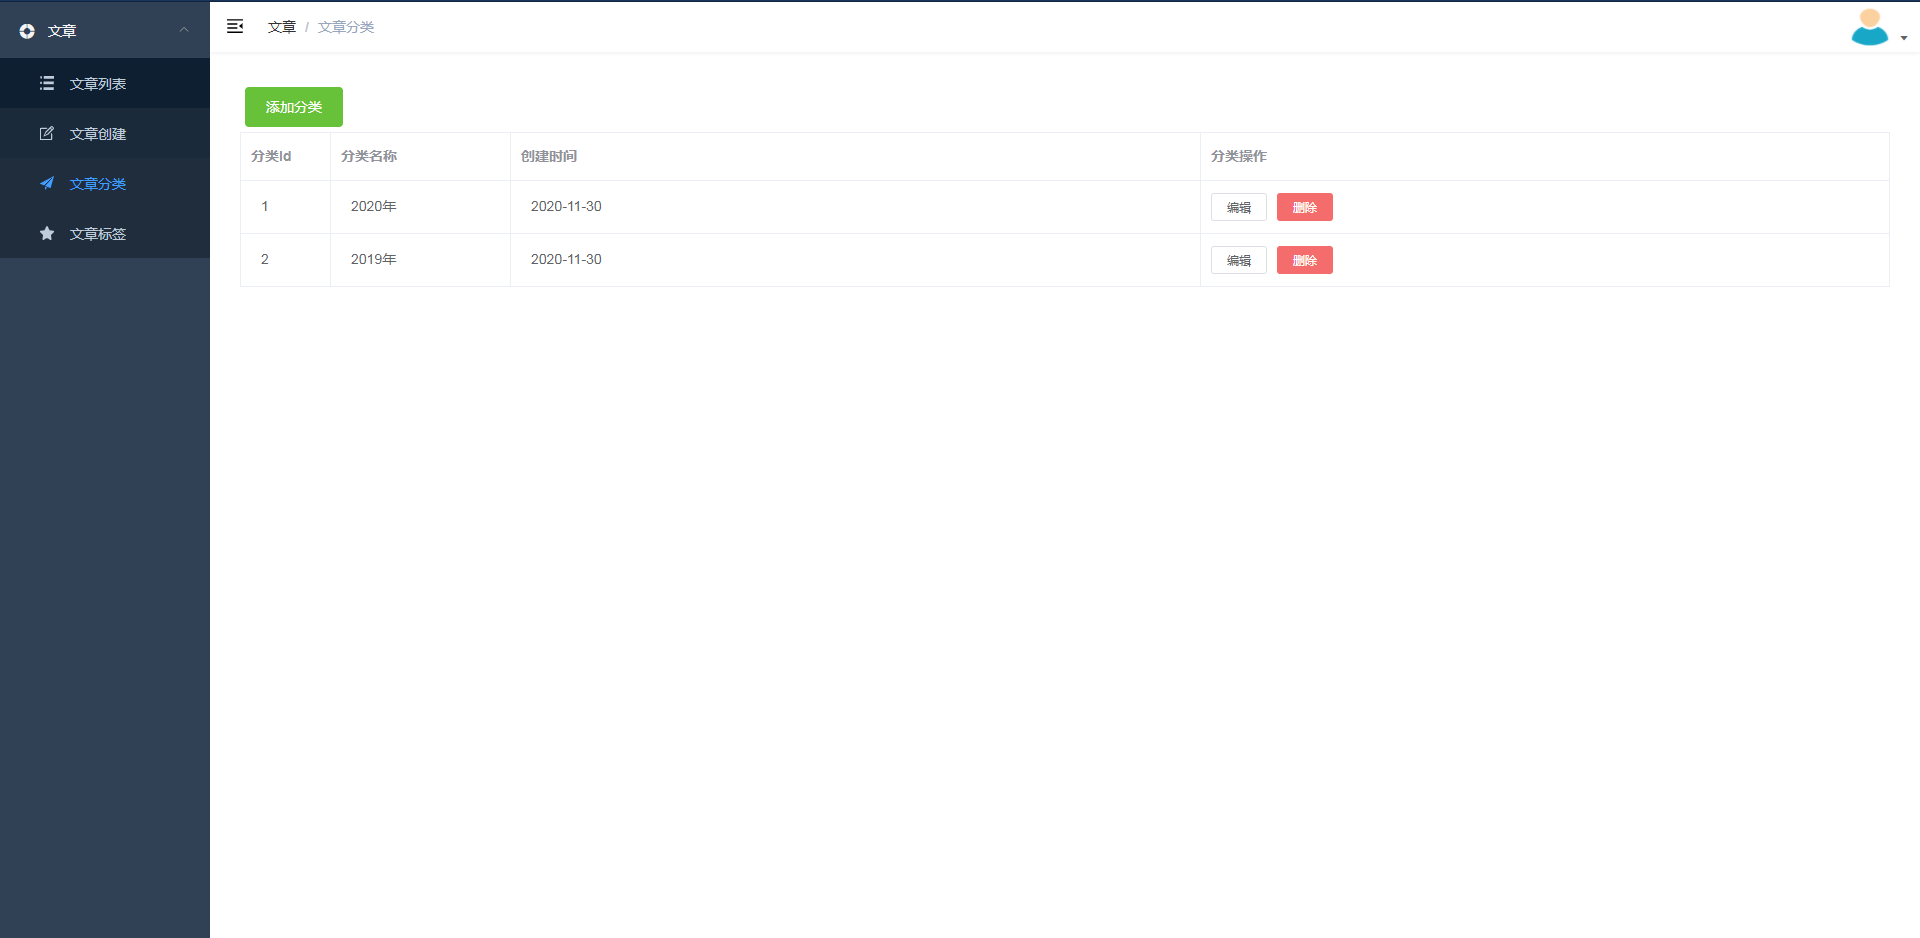 文章
文章列表
文章创建
文章分类
文章标签
文章 / 文章分类
添加分类
分类Id 分类名称 创建时间 分类操作
1 2020年 2020-11-30 编辑 删除
2 2019年 2020-11-30 编辑 删除